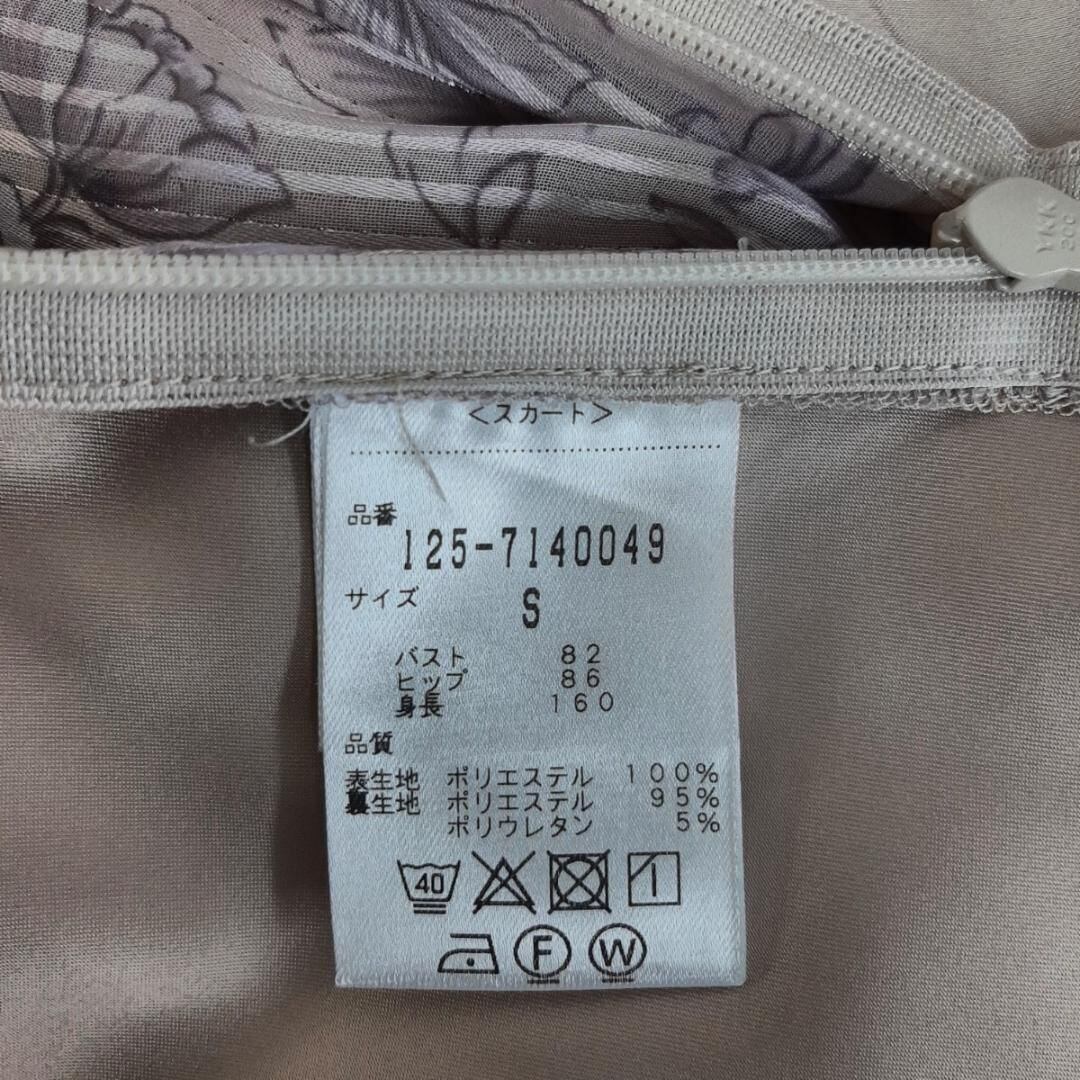 YKK
20C
<スカート>
品番
125-7140049
サイズ S
バスト 82
ヒップ 86
身長 160
品質
表生地 ポリエステル 100%
裏生地 ポリエステル 95%
ポリウレタン 5%
40
F W